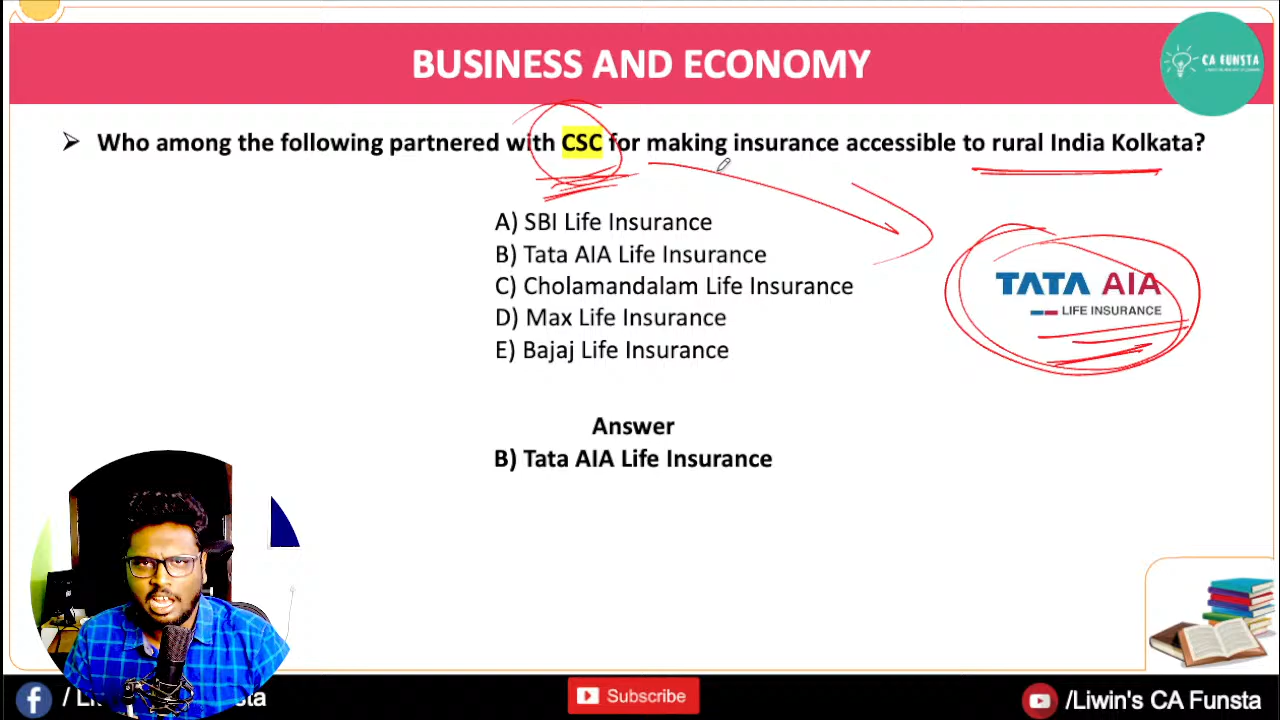 BUSINESS AND ECONOMY
CA FUNSTA
Who among the following partnered with CSC for making insurance accessible to rural India Kolkata?
A) SBI Life Insurance
B) Tata AIA Life Insurance
C) Cholamandalam Life Insurance
D) Max Life Insurance
E) Bajaj Life Insurance
TATA AIA
LIFE INSURANCE
Answer
B) Tata AIA Life Insurance
Subscribe
/Liwin's CA Funsta